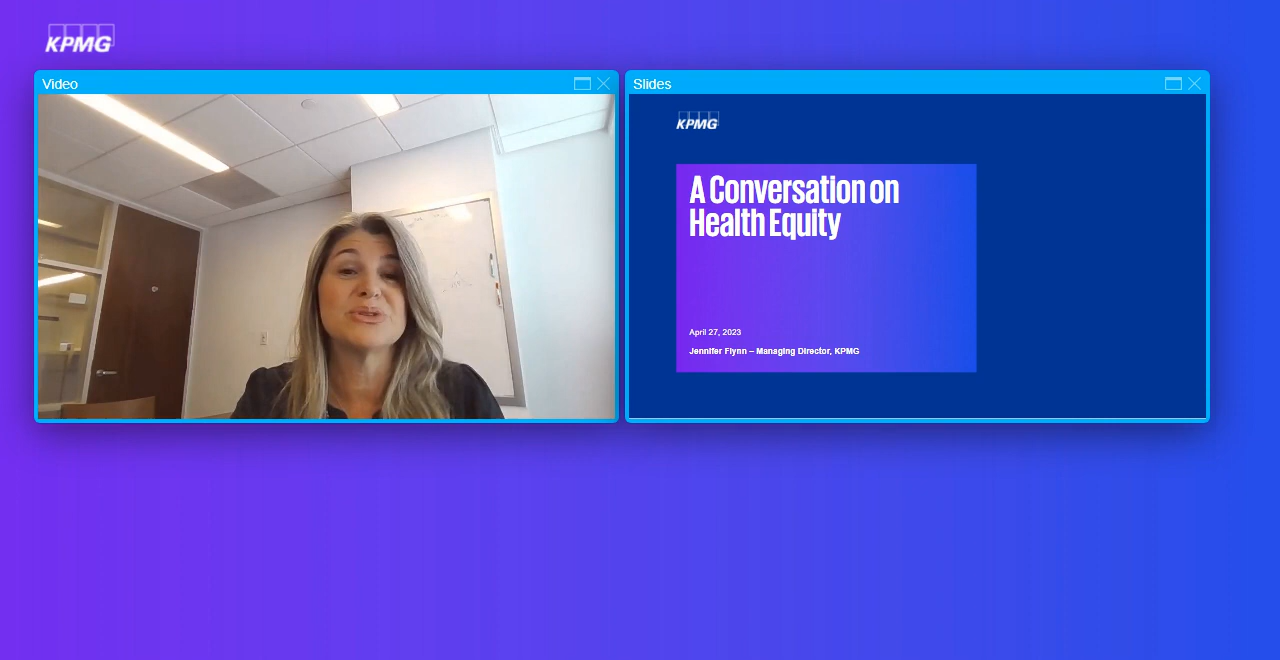 KPMG
Video
Slides
KPMG
A Conversation on
Health Equity
April 27, 2023
Jennifer Flynn – Managing Director, KPMG